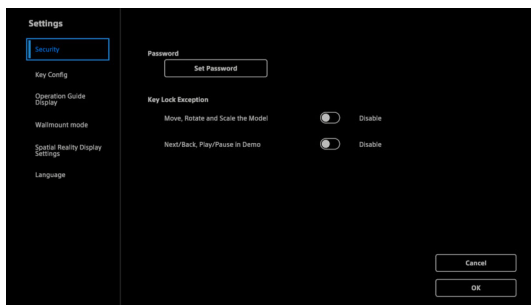 Settings
Security
Key Config
Operation Guide
Display
Wallmount mode
Spatial Reality Display
Settings
Language
Password
Set Password
Key Lock Exception
Move, Rotate and Scale the Model
Disable
Next/Back, Play/Pause in Demo
Disable
Cancel
OK